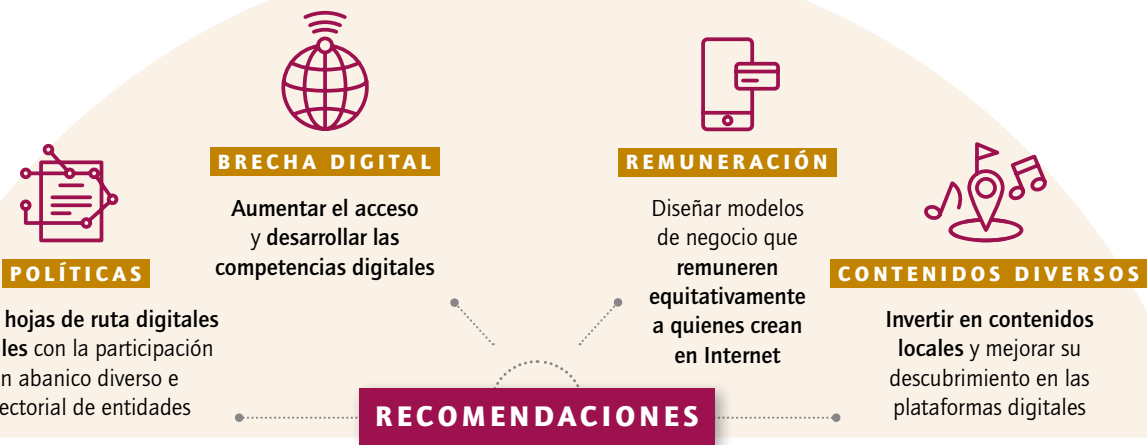 BRECHA DIGITAL
Aumentar el acceso
y desarrollar las
competencias digitales
REMUNERACIÓN
Diseñar modelos
de negocio que
remuneren
equitativamente
a quienes crean
en Internet
POLÍTICAS
hojas de ruta digitales
con la participación
abanico diverso e
de entidades
CONTENIDOS DIVERSOS
Invertir en contenidos
locales y mejorar su
descubrimiento en las
plataformas digitales
RECOMENDACIONES